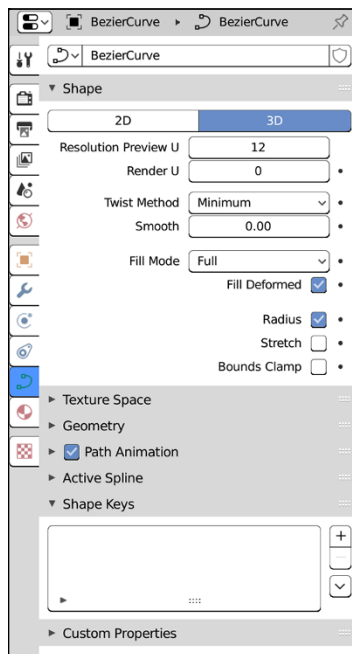 BezierCurve BezierCurve
BezierCurve
Shape
2D 3D
Resolution Preview U 12
Render U 0
Twist Method Minimum
Smooth 0.00
Fill Mode Full
Fill Deformed
Radius
Stretch
Bounds Clamp
Texture Space
Geometry
Path Animation
Active Spline
Shape Keys
Custom Properties